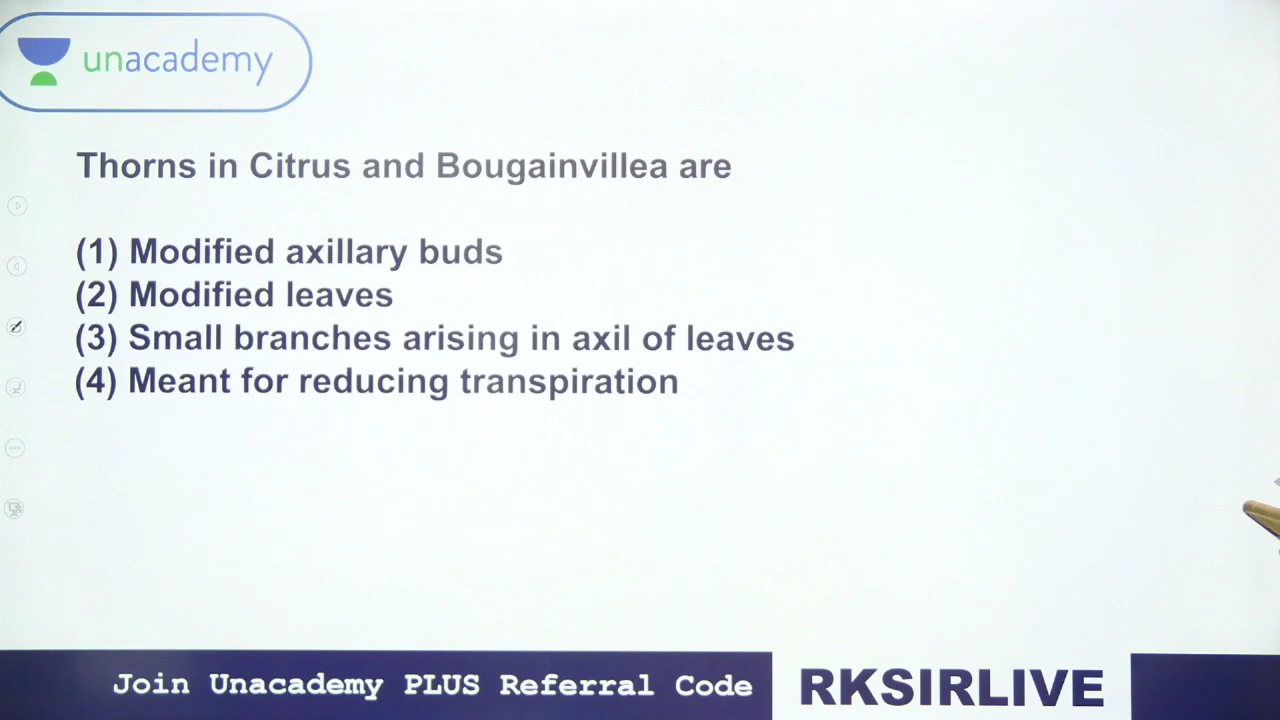 unacademy
Thorns in Citrus and Bougainvillea are
(1) Modified axillary buds
(2) Modified leaves
(3) Small branches arising in axil of leaves
(4) Meant for reducing transpiration
Join Unacademy PLUS Referral Code
RKSIRLIVE